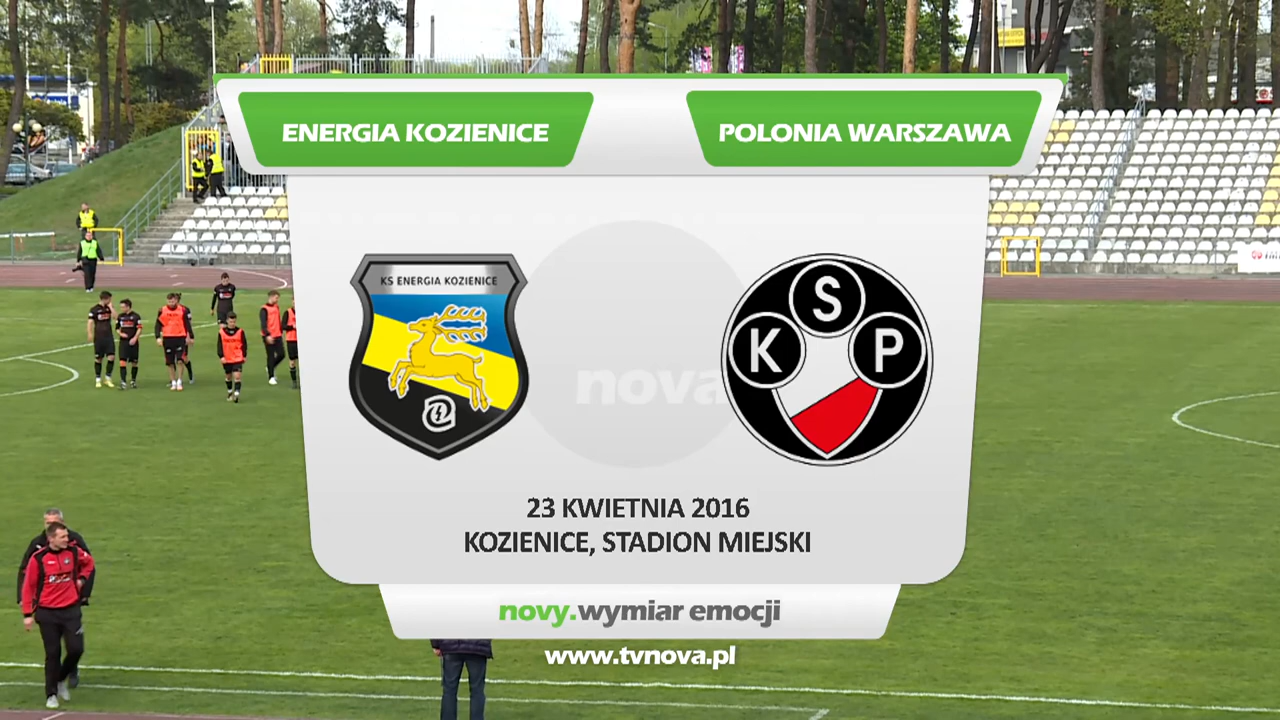 ENERGIA KOZIENICE
POLONIA WARSZAWA
KS ENERGIA KOZIENICE
K S P
nova
23 KWIETNIA 2016
KOZIENICE, STADION MIEJSKI
novy.wymiar emocji
www.tvnova.pl